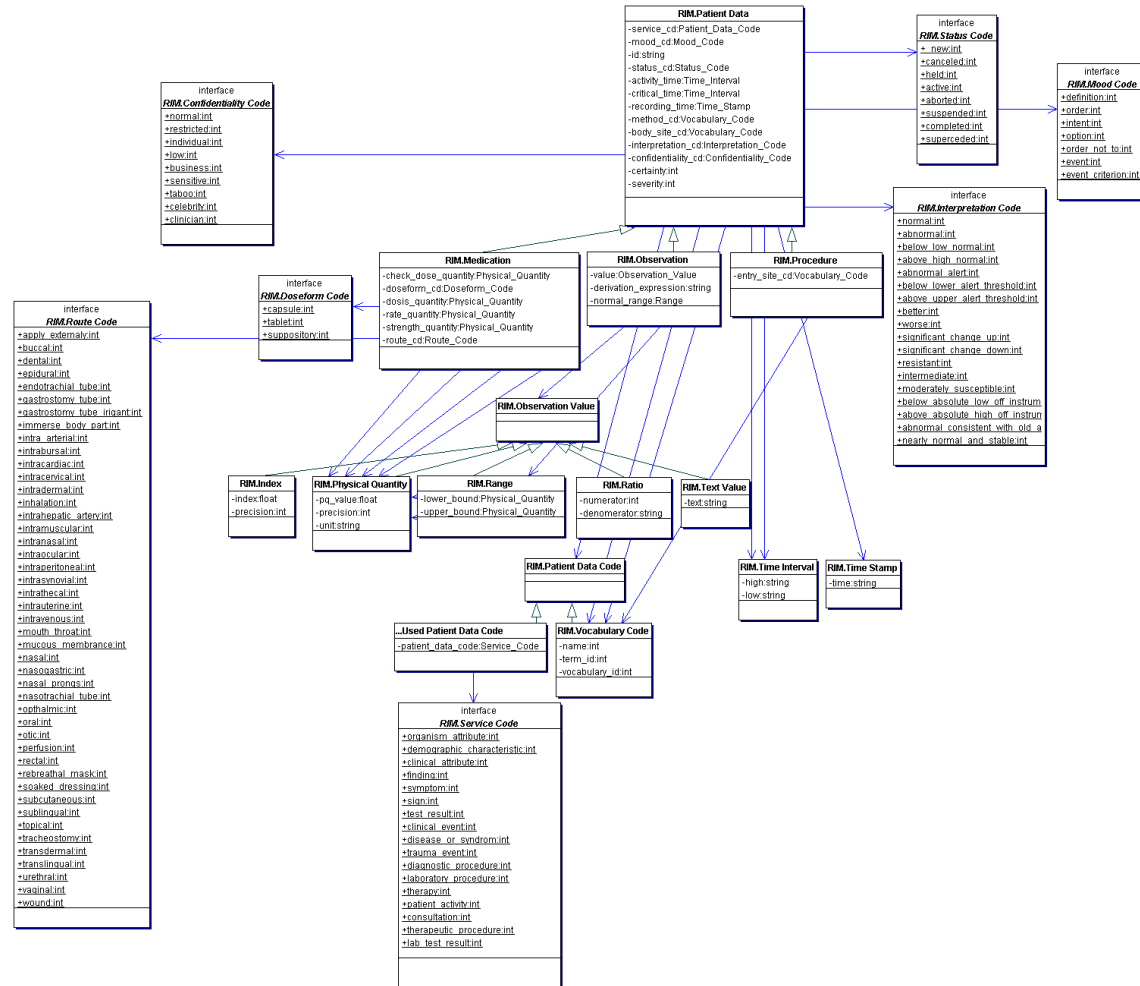 RIM.Patient Data
-service_cd:Patient_Data_Code
-mood_cd:Mood_Code
-id:string
-status_cd:Status_Code
-activity_time:Time_Interval
-critical_time:Time_Interval
-recording_time:Time_Stamp
-method_cd:Vocabulary_Code
-body_site_cd:Vocabulary_Code
-interpretation_cd:Interpretation_Code
-confidentiality_cd:Confidentiality_Code
-certainty:int
-severity:int
interface
RIM.Status Code
+_new:int
+canceled:int
+held:int
+active:int
+aborted:int
+suspended:int
+completed:int
+superceded:int
interface
RIM.Mood Code
+definition:int
+order:int
+intent:int
+option:int
+order_not_to:int
+event:int
+event_criterion:int
interface
RIM.Confidentiality Code
+normal:int
+restricted:int
+individual:int
+low:int
+business:int
+sensitive:int
+taboo:int
+celebrity:int
+clinician:int
interface
RIM.Interpretation Code
+normal:int
+abnormal:int
+below_low_normal:int
+above_high_normal:int
+abnormal_alert:int
+below_lower_alert_threshold:int
+above_upper_alert_threshold:int
+better:int
+worse:int
+significant_change_up:int
+significant_change_down:int
+resistant:int
+intermediate:int
+moderately_susceptible:int
+below_absolute_low_off_instrum
+above_absolute_high_off_instrun
+abnormal_consistent_with_old_a
+nearly_normal_and_stable:int
RIM.Medication
-check_dose_quantity:Physical_Quantity
-doseform_cd:Doseform_Code
-dosis_quantity:Physical_Quantity
-rate_quantity:Physical_Quantity
-strength_quantity:Physical_Quantity
-route_cd:Route_Code
RIM.Observation
-value:Observation_Value
-derivation_expression:string
-normal_range:Range
RIM.Procedure
-entry_site_cd:Vocabulary_Code
interface
RIM.Doseform Code
+capsule:int
+tablet:int
+suppository:int
interface
RIM.Route Code
+apply_externaly:int
+buccal:int
+dental:int
+epidural:int
+endotrachial_tube:int
+gastrostomy_tube:int
+gastrostomy_tube_irigant:int
+immerse_body_part:int
+intra_arterial:int
+intrabursal:int
+intracardiac:int
+intracervical:int
+intradermal:int
+inhalation:int
+intrahepatic_artery:int
+intramuscular:int
+intranasal:int
+intraocular:int
+intraperitoneal:int
+intrasynovial:int
+intrathecal:int
+intrauterine:int
+intravenous:int
+mouth_throat:int
+mucous_membrance:int
+nasal:int
+nasogastric:int
+nasal_prongs:int
+nasotrachial_tube:int
+opthalmic:int
+oral:int
+otic:int
+perfusion:int
+rectal:int
+rebreathal_mask:int
+soaked_dressing:int
+subcutaneous:int
+sublingual:int
+topical:int
+tracheostomy:int
+transdermal:int
+translingual:int
+urethral:int
+vaginal:int
+wound:int
RIM.Observation Value
RIM.Index
-index:float
-precision:int
RIM.Physical Quantity
-pq_value:float
-precision:int
-unit:string
RIM.Range
-lower_bound:Physical_Quantity
-upper_bound:Physical_Quantity
RIM.Ratio
-numerator:int
-denomerator:string
RIM.Text Value
-text:string
RIM.Patient Data Code
RIM.Time Interval
-high:string
-low:string
RIM.Time Stamp
-time:string
...Used Patient Data Code
-patient_data_code:Service_Code
RIM.Vocabulary Code
-name:int
-term_id:int
-vocabulary_id:int
interface
RIM.Service Code
+organism_attribute:int
+demographic_characteristic:int
+clinical_attribute:int
+finding:int
+symptom:int
+sign:int
+test_result:int
+clinical_event:int
+disease_or_syndrom:int
+trauma_event:int
+diagnostic_procedure:int
+laboratory_procedure:int
+therapy:int
+patient_activity:int
+consultation:int
+therapeutic_procedure:int
+lab_test_result:int